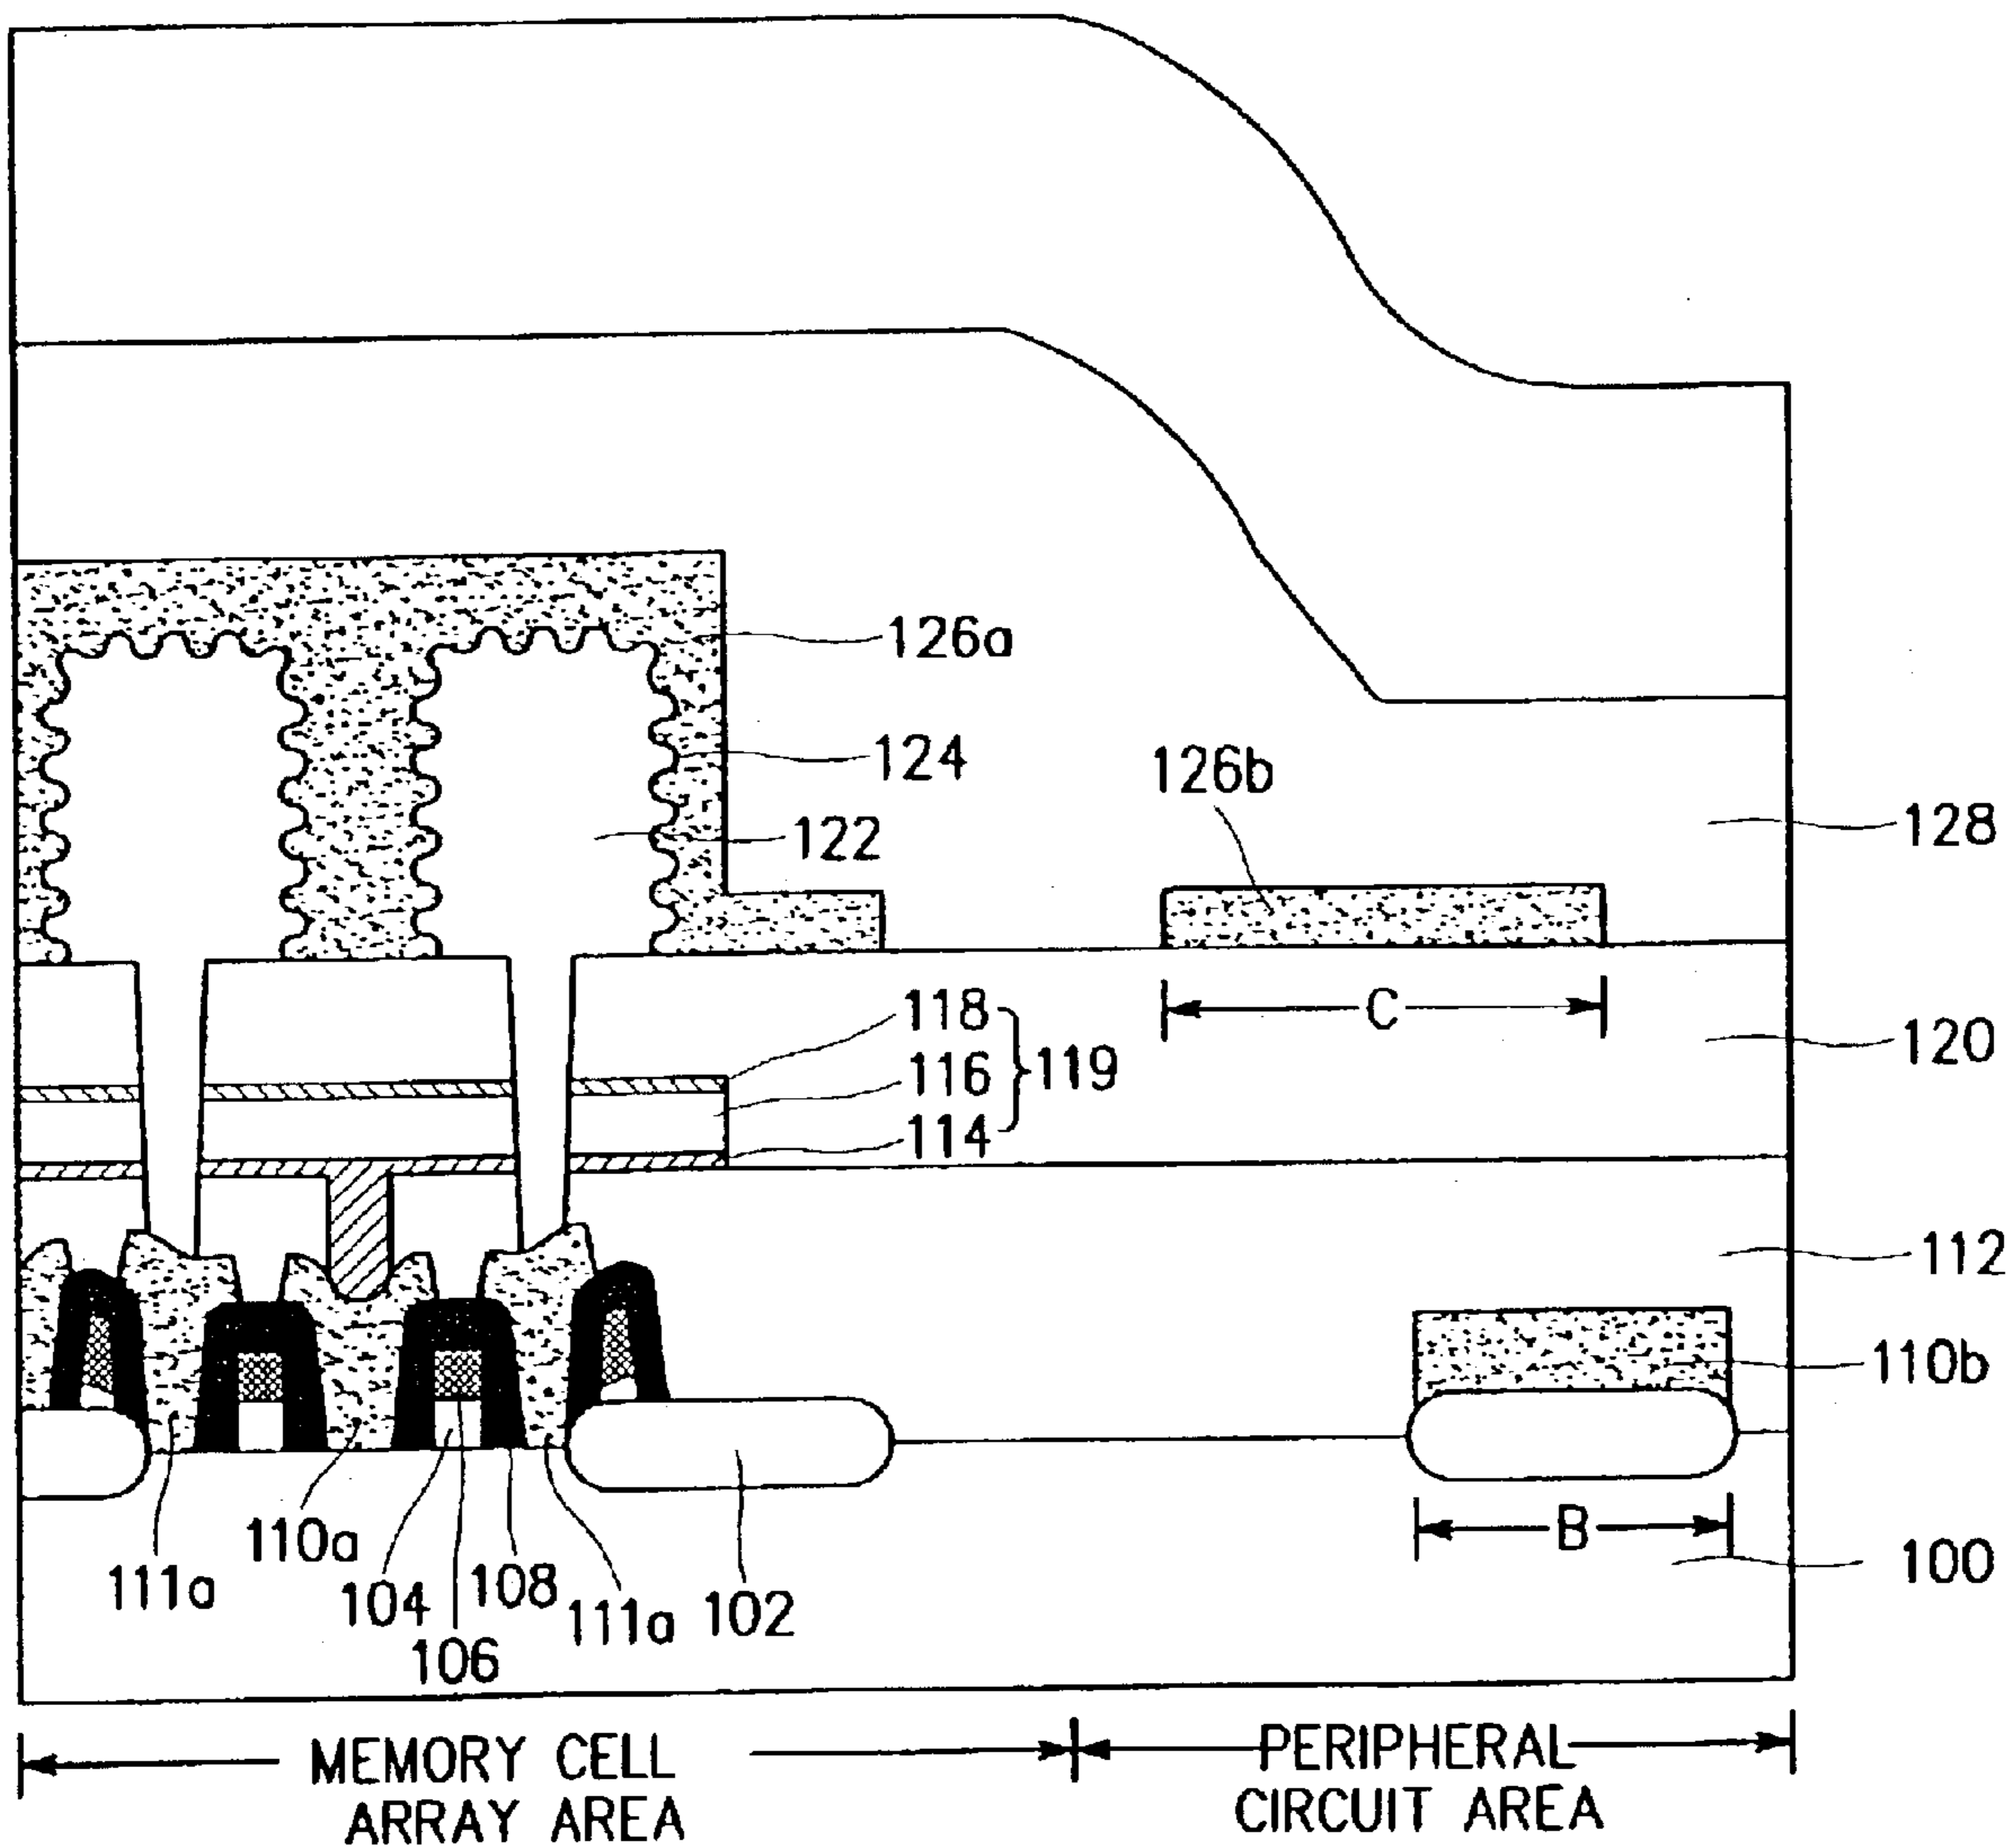 126a
124
126b
122
128
118
C
116
119
120
114
112
110b
B
110a
111a
104
108
111a
102
100
106
MEMORY CELL
ARRAY AREA
PERIPHERAL
CIRCUIT AREA